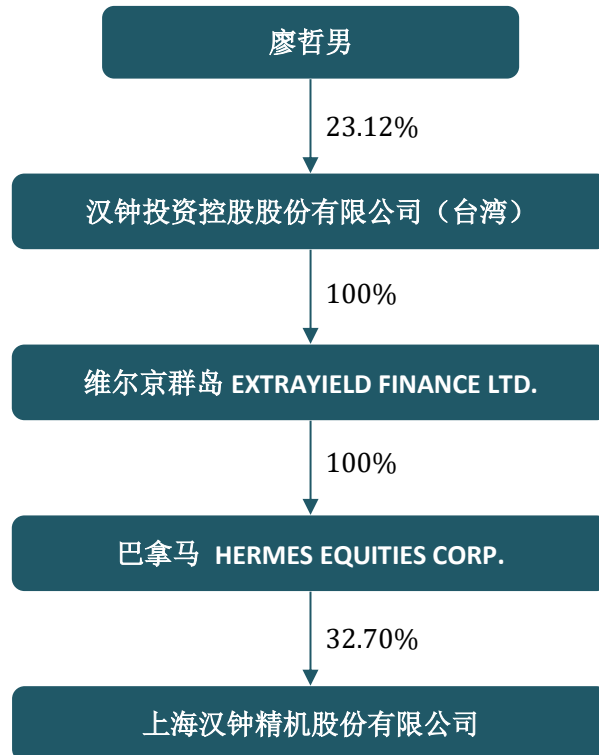 廖哲男
23.12%
汉钟投资控股股份有限公司（台湾）
100%
维尔京群岛 EXTRAYIELD FINANCE LTD.
100%
巴拿马 HERMES EQUITIES CORP.
32.70%
上海汉钟精机股份有限公司